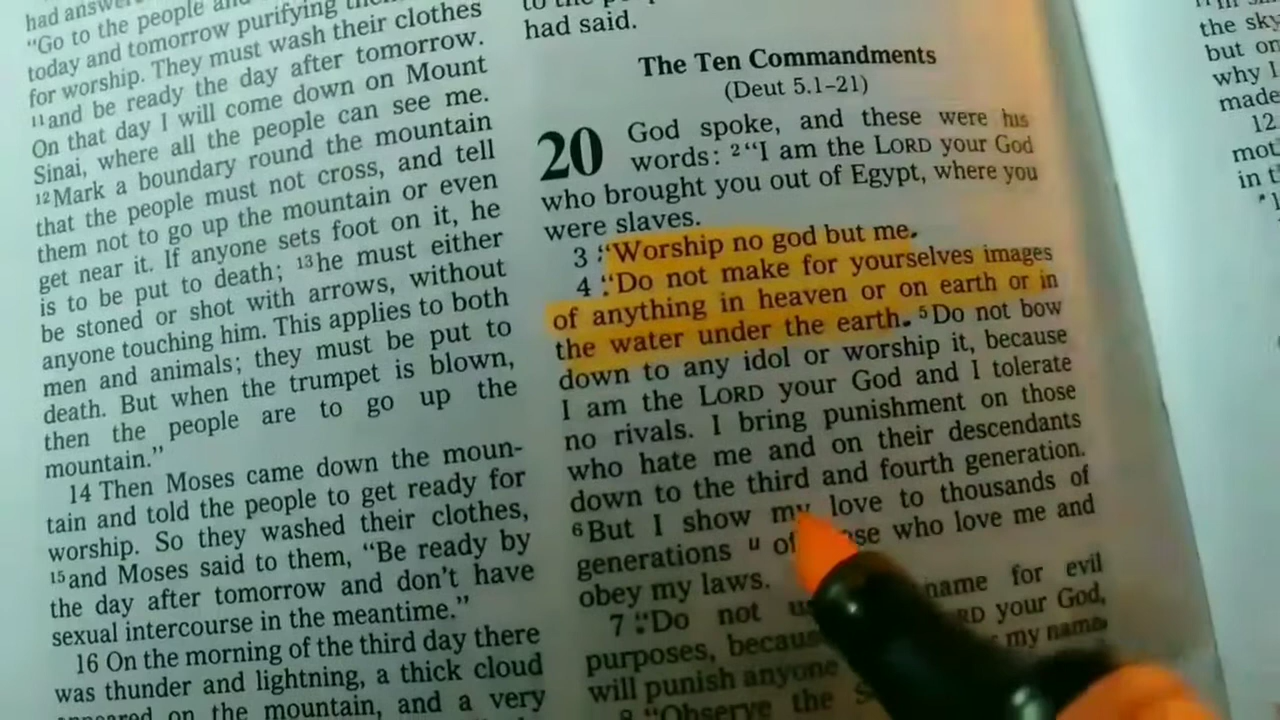 had answ
"Go to the people and
today and tomorrow purifying
for worship. They must wash their clothes
11and be ready the day after tomorrow.
On that day I will come down on Mount
Sinai, where all the people can see me.
12Mark a boundary round the mountain
that the people must not cross, and tell
them not to go up the mountain or even
get near it. If anyone sets foot on it, he
is to be put to death; 13he must either
be stoned or shot with arrows, without
anyone touching him. This applies to both
men and animals; they must be put to
death. But when the trumpet is blown,
then the people are to go up the
mountain."
14 Then Moses came down the moun-
tain and told the people to get ready for
worship. So they washed their clothes,
15and Moses said to them, "Be ready by
the day after tomorrow and don't have
sexual intercourse in the meantime."
16 On the morning of the third day there
was thunder and lightning, a thick cloud
on the mountain, and a very
had said.
The Ten Commandments
(Deut 5.1–21)
20 God spoke, and these were his
words: 2"I am the LORD your God
who brought you out of Egypt, where you
were slaves.
3 "Worship no god but me.
4 "Do not make for yourselves images
of anything in heaven or on earth or in
the water under the earth. 5Do not bow
down to any idol or worship it, because
I am the LORD your God and I tolerate
no rivals. I bring punishment on those
who hate me and on their descendants
down to the third and fourth generation.
6But I show my love to thousands of
generations u of se who love me and
obey my laws.
7 "Do not name for evil
purposes, becaus RD your God,
will punish anyone my name.
8 "Observe the
the sky
but on
why I
made
12
mot
in t